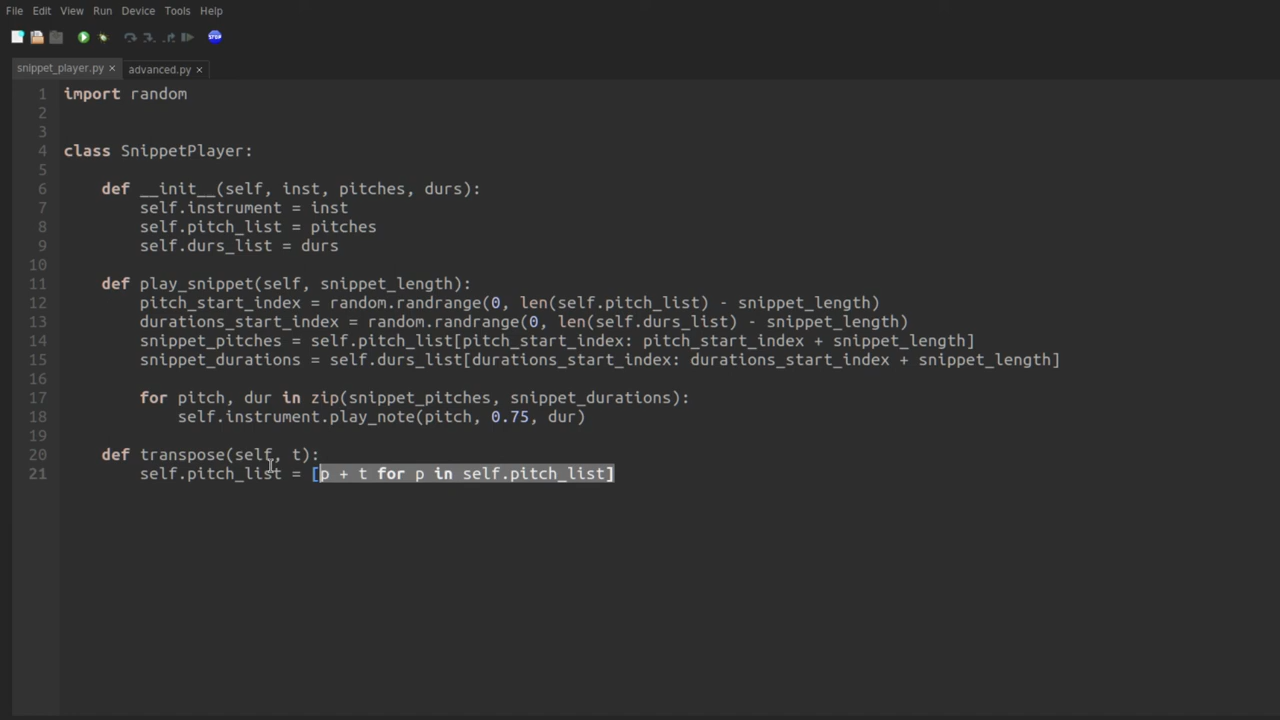 File Edit View Run Device Tools Help
STOP
snippet_player.py × advanced.py ×
1 import random
2
3
4 class SnippetPlayer:
5
6 def __init__(self, inst, pitches, durs):
7 self.instrument = inst
8 self.pitch_list = pitches
9 self.durs_list = durs
10
11 def play_snippet(self, snippet_length):
12 pitch_start_index = random.randrange(0, len(self.pitch_list) - snippet_length)
13 durations_start_index = random.randrange(0, len(self.durs_list) - snippet_length)
14 snippet_pitches = self.pitch_list[pitch_start_index: pitch_start_index + snippet_length]
15 snippet_durations = self.durs_list[durations_start_index: durations_start_index + snippet_length]
16
17 for pitch, dur in zip(snippet_pitches, snippet_durations):
18 self.instrument.play_note(pitch, 0.75, dur)
19
20 def transpose(self, t):
21 self.pitch_list = [p + t for p in self.pitch_list]